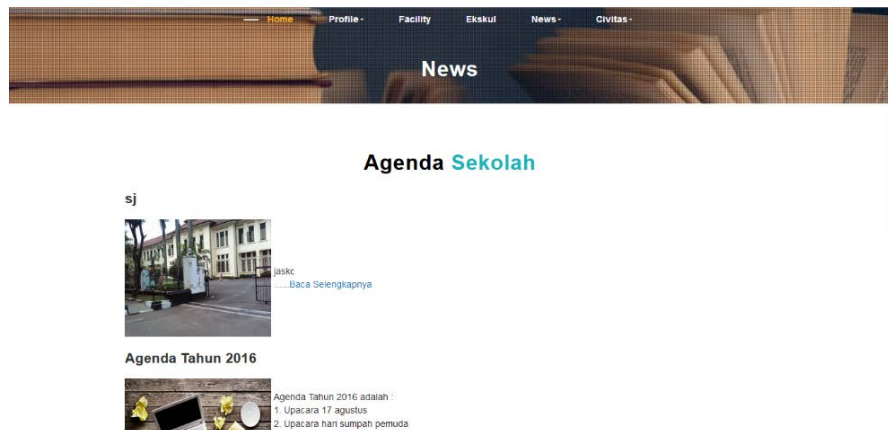 Home Profile Facility Ekskul News Civitas
News
Agenda Sekolah
sj
jaskc
......Baca Selengkapnya
Agenda Tahun 2016
Agenda Tahun 2016 adalah :
1. Upacara 17 agustus
2. Upacara hari sumpah pemuda